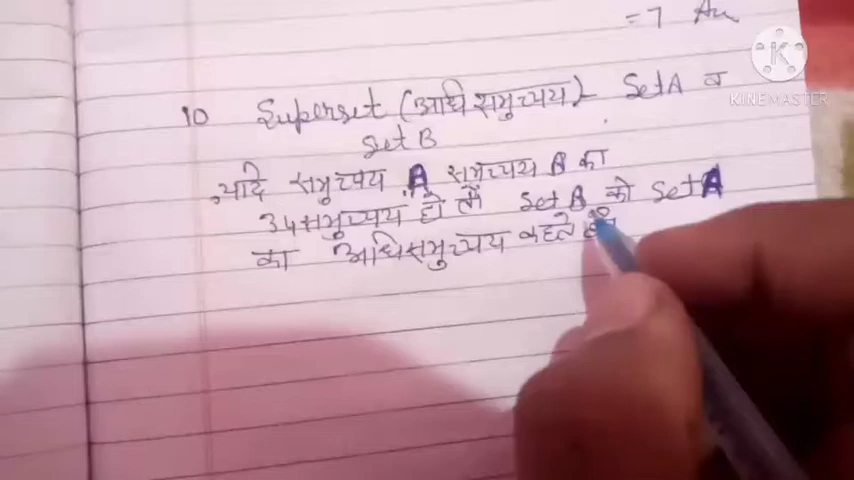 =7 Ans
10 Superset (अधि समुच्चय) - Set A व
Set B
यदि समुच्चय A समुच्चय B का
उपसमुच्चय हो तो Set B को Set A
का अधिसमुच्चय कहते हैं
KINEMASTER